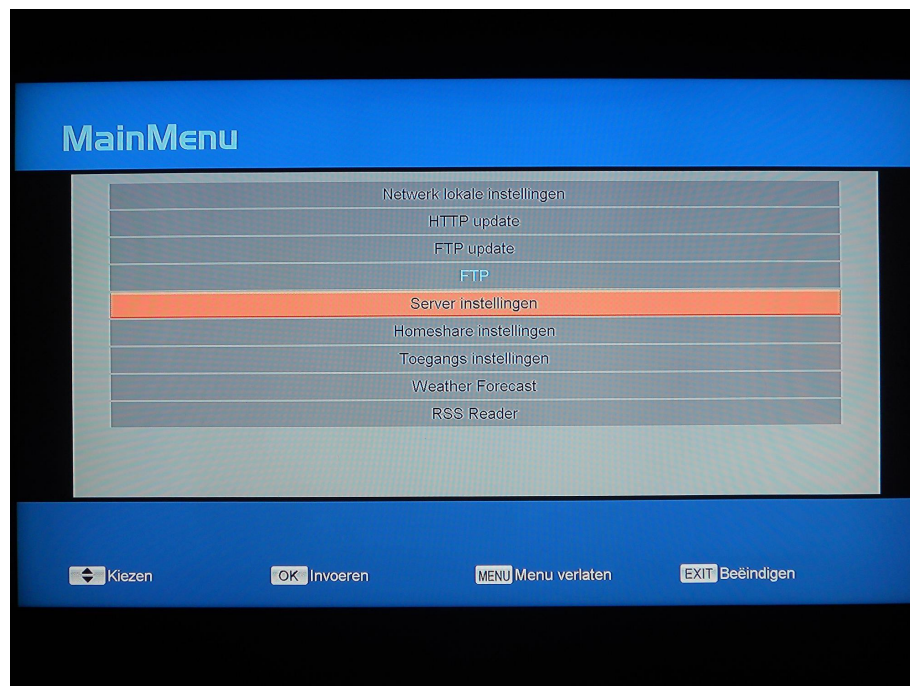 MainMenu
Netwerk lokale instellingen
HTTP update
FTP update
FTP
Server instellingen
Homeshare instellingen
Toegangs instellingen
Weather Forecast
RSS Reader
Kiezen OK Invoeren MENU Menu verlaten EXIT Beëindigen